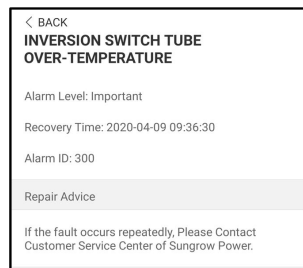 < BACK
INVERSION SWITCH TUBE
OVER-TEMPERATURE
Alarm Level: Important
Recovery Time: 2020-04-09 09:36:30
Alarm ID: 300
Repair Advice
If the fault occurs repeatedly, Please Contact
Customer Service Center of Sungrow Power.